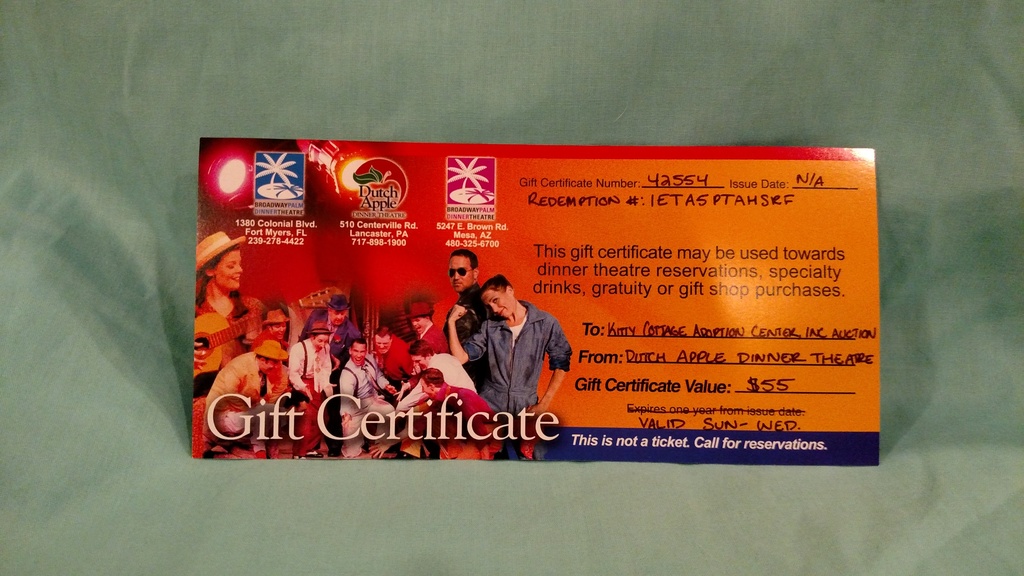 BROADWAY PALM
DINNER THEATRE
1380 Colonial Blvd.
Fort Myers, FL
239-278-4422
Dutch
Apple
DINNER THEATRE
510 Centerville Rd.
Lancaster, PA
717-898-1900
BROADWAY PALM
DINNER THEATRE
5247 E. Brown Rd.
Mesa, AZ
480-325-6700
Gift Certificate Number: 42554 Issue Date: N/A
REDEMPTION #: IETA5PTAHSRF
This gift certificate may be used towards
dinner theatre reservations, specialty
drinks, gratuity or gift shop purchases.
To: KITTY COTTAGE ADOPTION CENTER, INC AUCTION
From: DUTCH APPLE DINNER THEATRE
Gift Certificate Value: $55
Expires one year from issue date.
VALID SUN-WED.
Gift Certificate
This is not a ticket. Call for reservations.